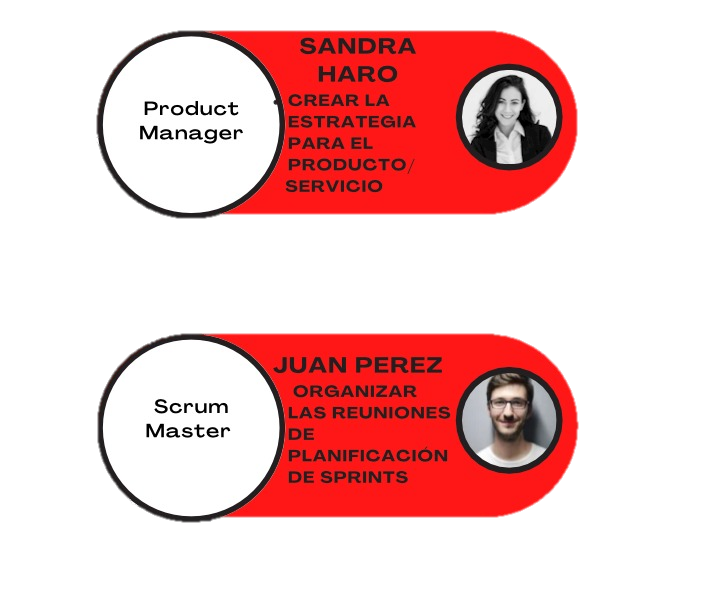 Product
Manager
SANDRA
HARO
CREAR LA
ESTRATEGIA
PARA EL
PRODUCTO/
SERVICIO
Scrum
Master
JUAN PEREZ
ORGANIZAR
LAS REUNIONES
DE
PLANIFICACIÓN
DE SPRINTS